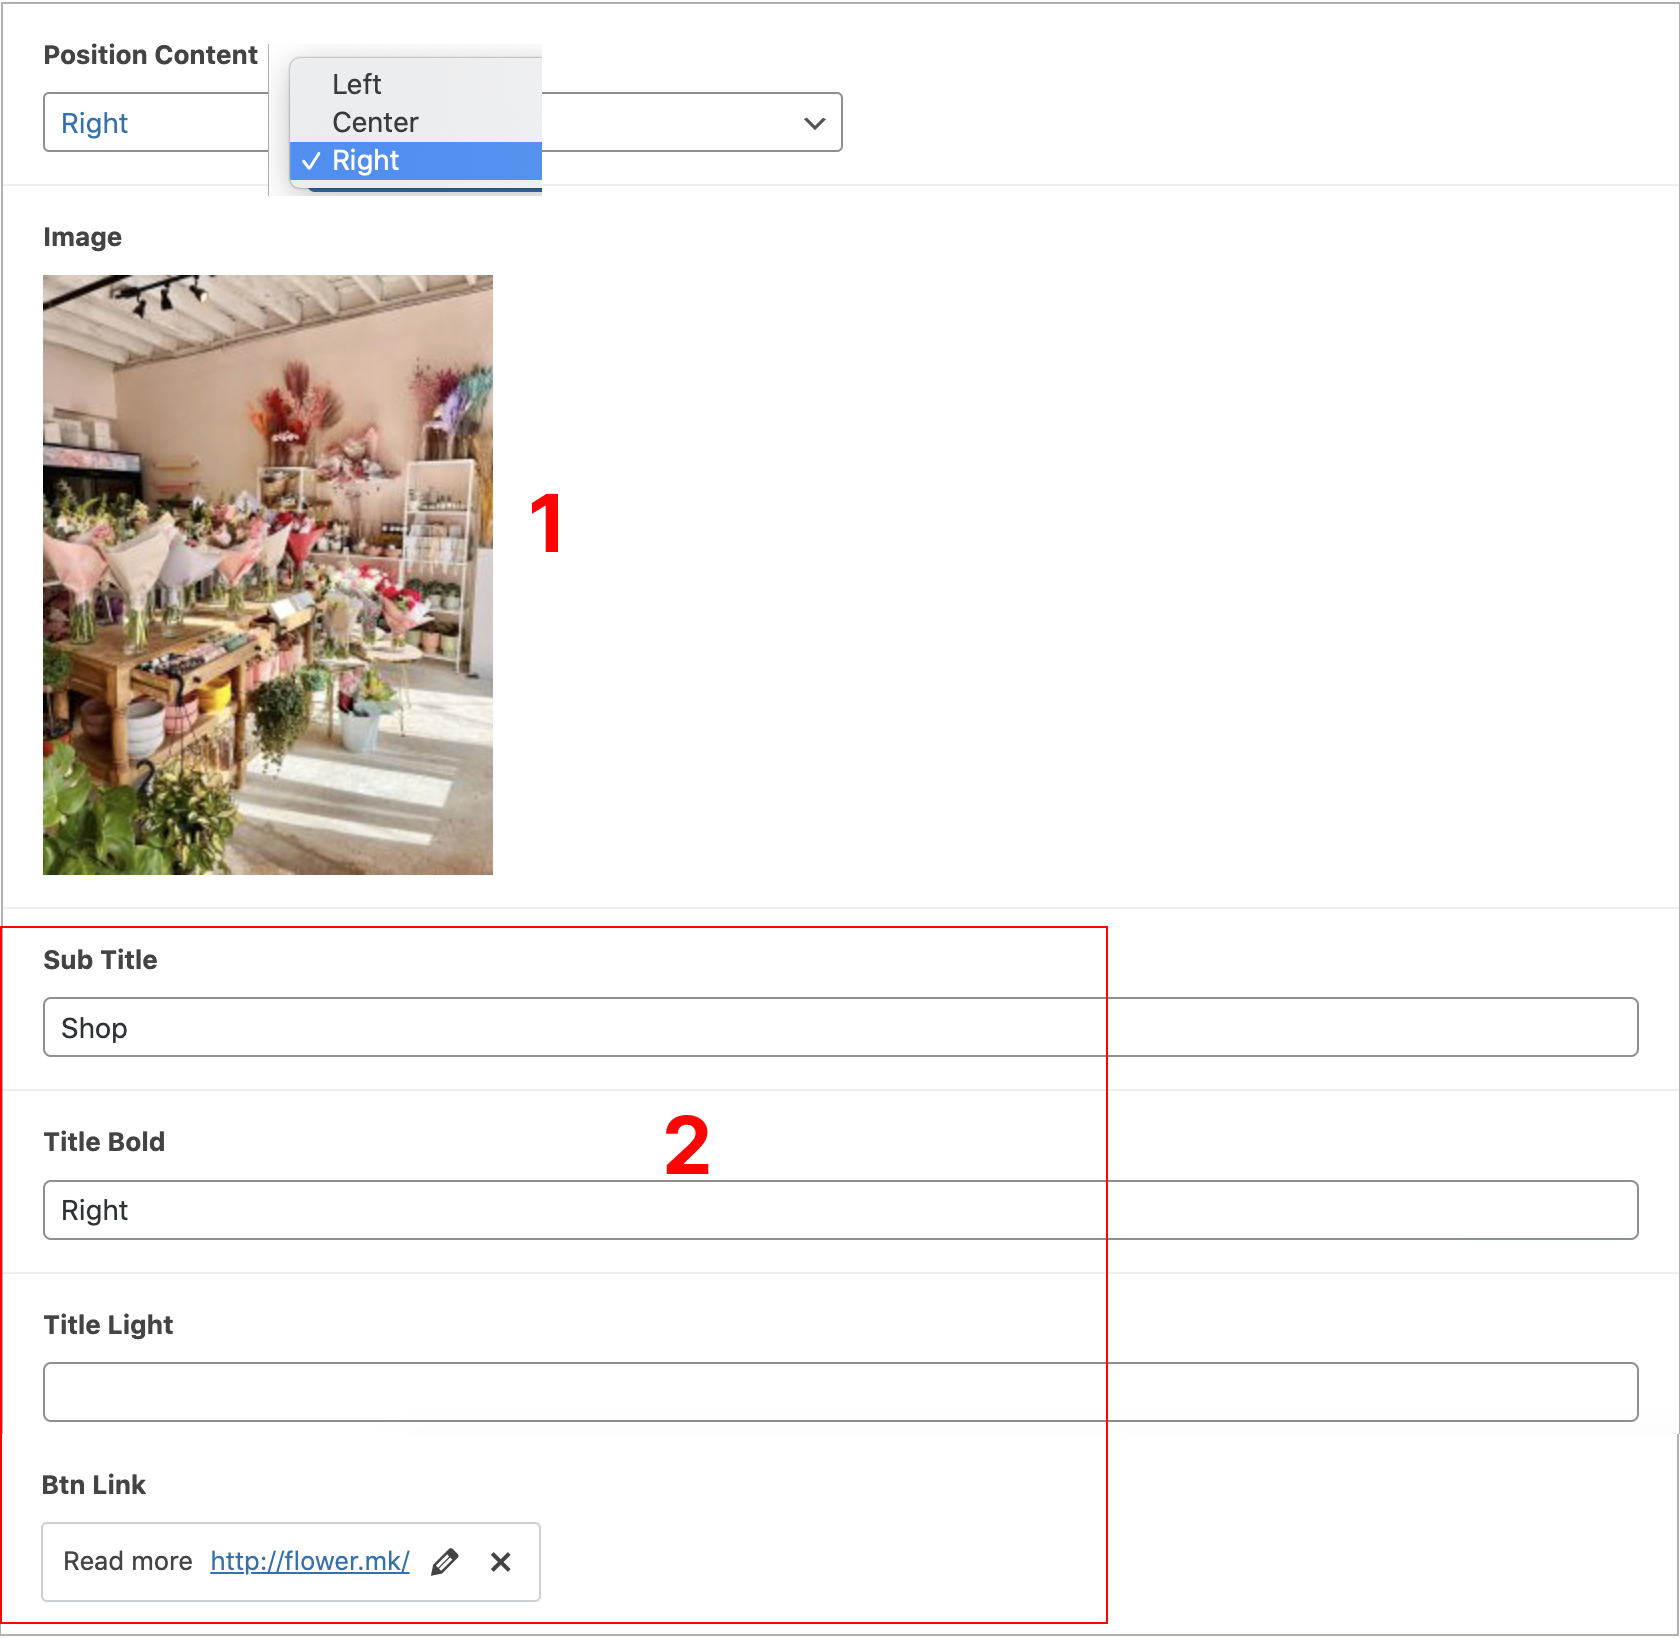 Position Content
Left
Center
Right
✓ Right
Image
1
Sub Title
Shop
2
Title Bold
Right
Title Light
Btn Link
Read more http://flower.mk/